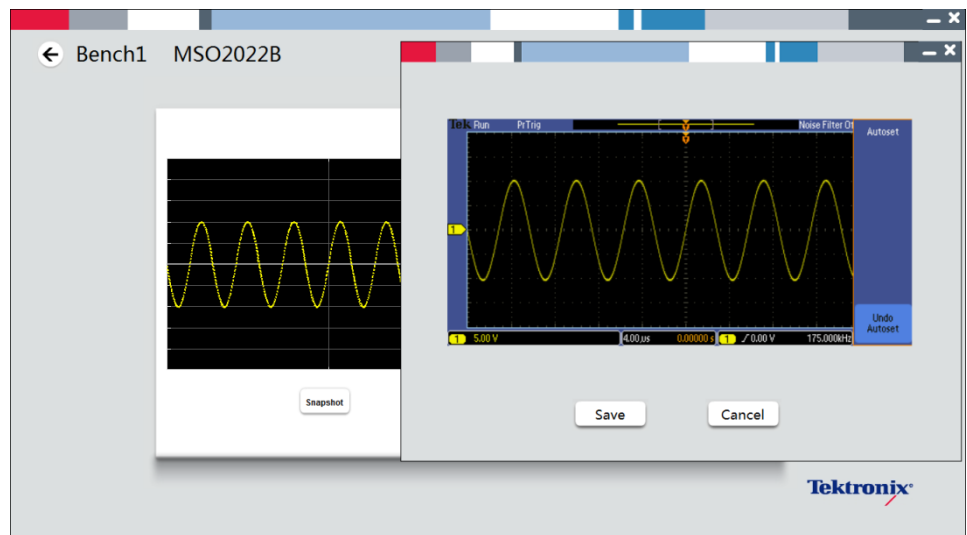 Bench1 MSO2022B
Tek Run PrTrig Noise Filter Of
Autoset
1
Undo
Autoset
1 5.00 V 4.00 µs 0.00000 s 1 0.00 V 175.000kHz
Snapshot
Save Cancel
Tektronix